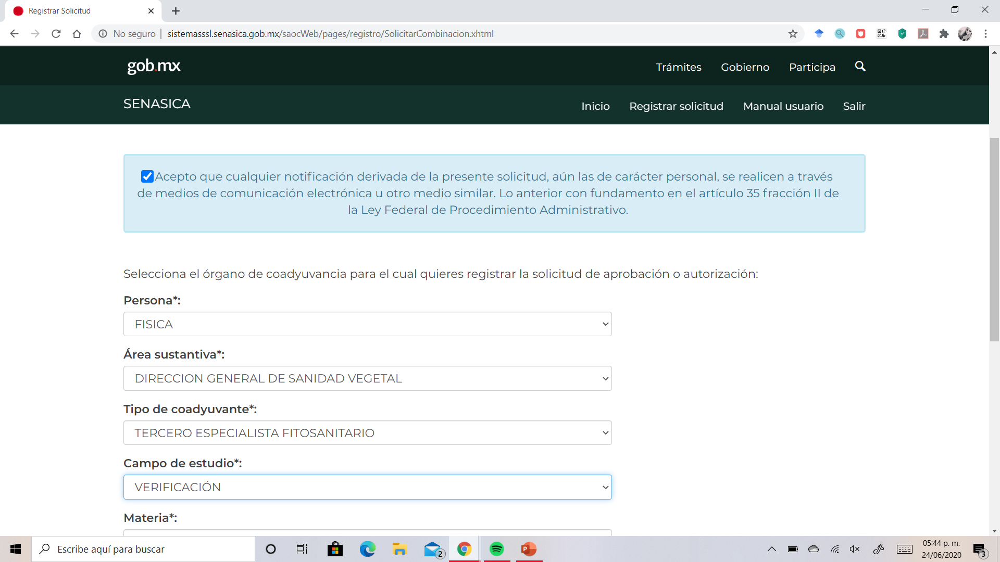 Registrar Solicitud
No seguro | sistemasssl.senasica.gob.mx/saocWeb/pages/registro/SolicitarCombinacion.xhtml
gob.mx
Trámites Gobierno Participa
SENASICA
Inicio Registrar solicitud Manual usuario Salir
Acepto que cualquier notificación derivada de la presente solicitud, aún las de carácter personal, se realicen a través
de medios de comunicación electrónica u otro medio similar. Lo anterior con fundamento en el artículo 35 fracción II de
la Ley Federal de Procedimiento Administrativo.
Selecciona el órgano de coadyuvancia para el cual quieres registrar la solicitud de aprobación o autorización:
Persona*:
FISICA
Área sustantiva*:
DIRECCION GENERAL DE SANIDAD VEGETAL
Tipo de coadyuvante*:
TERCERO ESPECIALISTA FITOSANITARIO
Campo de estudio*:
VERIFICACIÓN
Materia*:
Escribe aquí para buscar
2
P
05:44 p. m.
24/06/2020
3